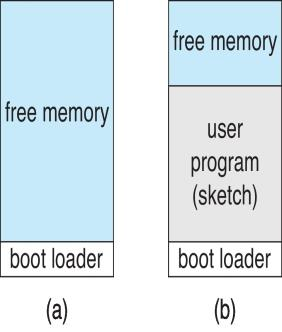 free memory
boot loader
(a)
free memory
user
program
(sketch)
boot loader
(b)